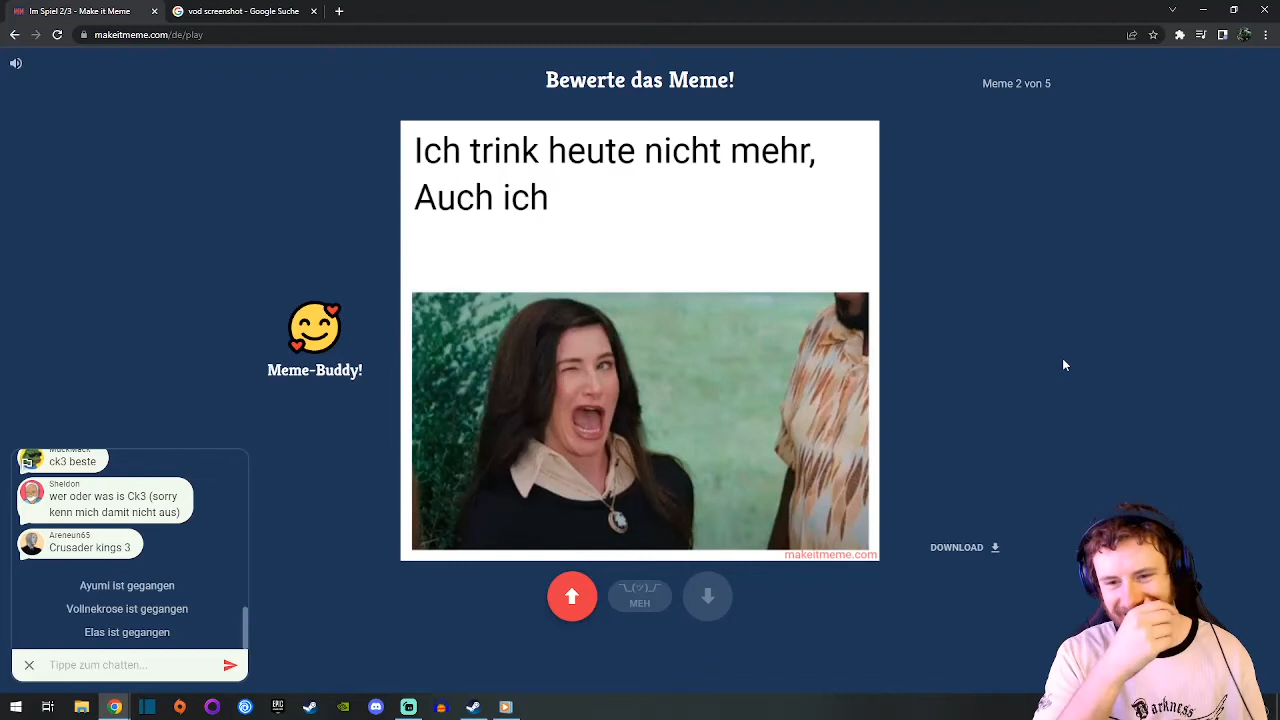 Im Spiel 2/3 - Make it Meme
vod screenshot - Google Suche
makeitmeme.com/de/play
Bewerte das Meme!
Meme 2 von 5
Ich trink heute nicht mehr,
Auch ich
makeitmeme.com
Meme-Buddy!
ck3 beste
Sheldon
wer oder was is Ck3 (sorry
kenn mich damit nicht aus)
Areneun65
Crusader kings 3
Ayumi ist gegangen
Vollnekrose ist gegangen
Elas ist gegangen
Tippe zum chatten...
¯\_(ツ)_/¯
MEH
DOWNLOAD
EPIC